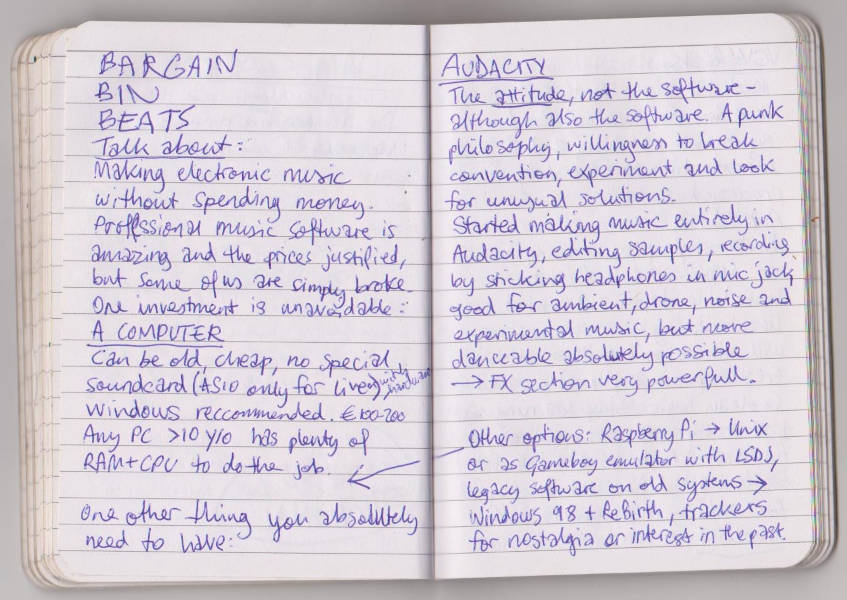 BARGAIN
BIN
BEATS
Talk about:
Making electronic music
without spending money.
Proffssional music software is
amazing and the prices justified,
but some of us are simply broke.
One investment is unavoidable:
A COMPUTER
Can be old, cheap, no special
soundcard (ASIO only for live) with hardware
Windows reccommended. €100-200
Any PC >10 y/o has plenty of
RAM+CPU to do the job.
One other thing you absolutely
need to have:
AUDACITY
The attitude, not the software -
although also the software. A punk
philosophy, willingness to break
convention, experiment and look
for unusual solutions.
Started making music entirely in
Audacity, editing samples, recording
by sticking headphones in mic jack;
good for ambient, drone, noise and
experimental music, but more
danceable absolutely possible
→ FX section very powerfull.
Other options: Raspberry Pi → Unix
or as Gameboy emulator with LSDJ,
legacy software on old systems →
Windows 98 + ReBirth, trackers
for nostalgia or interest in the past.